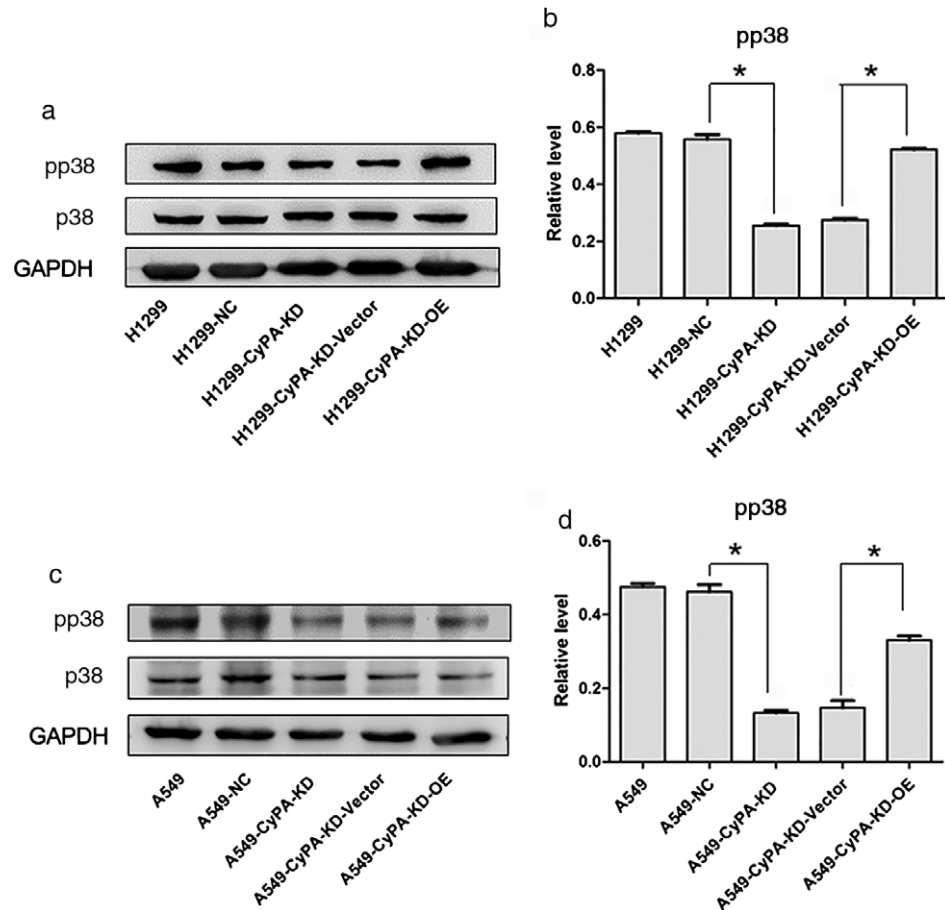 a
pp38
p38
GAPDH
H1299
H1299-NC
H1299-CyPA-KD
H1299-CyPA-KD-Vector
H1299-CyPA-KD-OE
b
pp38
Relative level
0.8
0.6
0.4
0.2
0.0
*
*
H1299
H1299-NC
H1299-CyPA-KD
H1299-CyPA-KD-Vector
H1299-CyPA-KD-OE
c
pp38
p38
GAPDH
A549
A549-NC
A549-CyPA-KD
A549-CyPA-KD-Vector
A549-CyPA-KD-OE
d
pp38
Relative level
0.6
0.4
0.2
0.0
*
*
A549
A549-NC
A549-CyPA-KD
A549-CyPA-KD-Vector
A549-CyPA-KD-OE